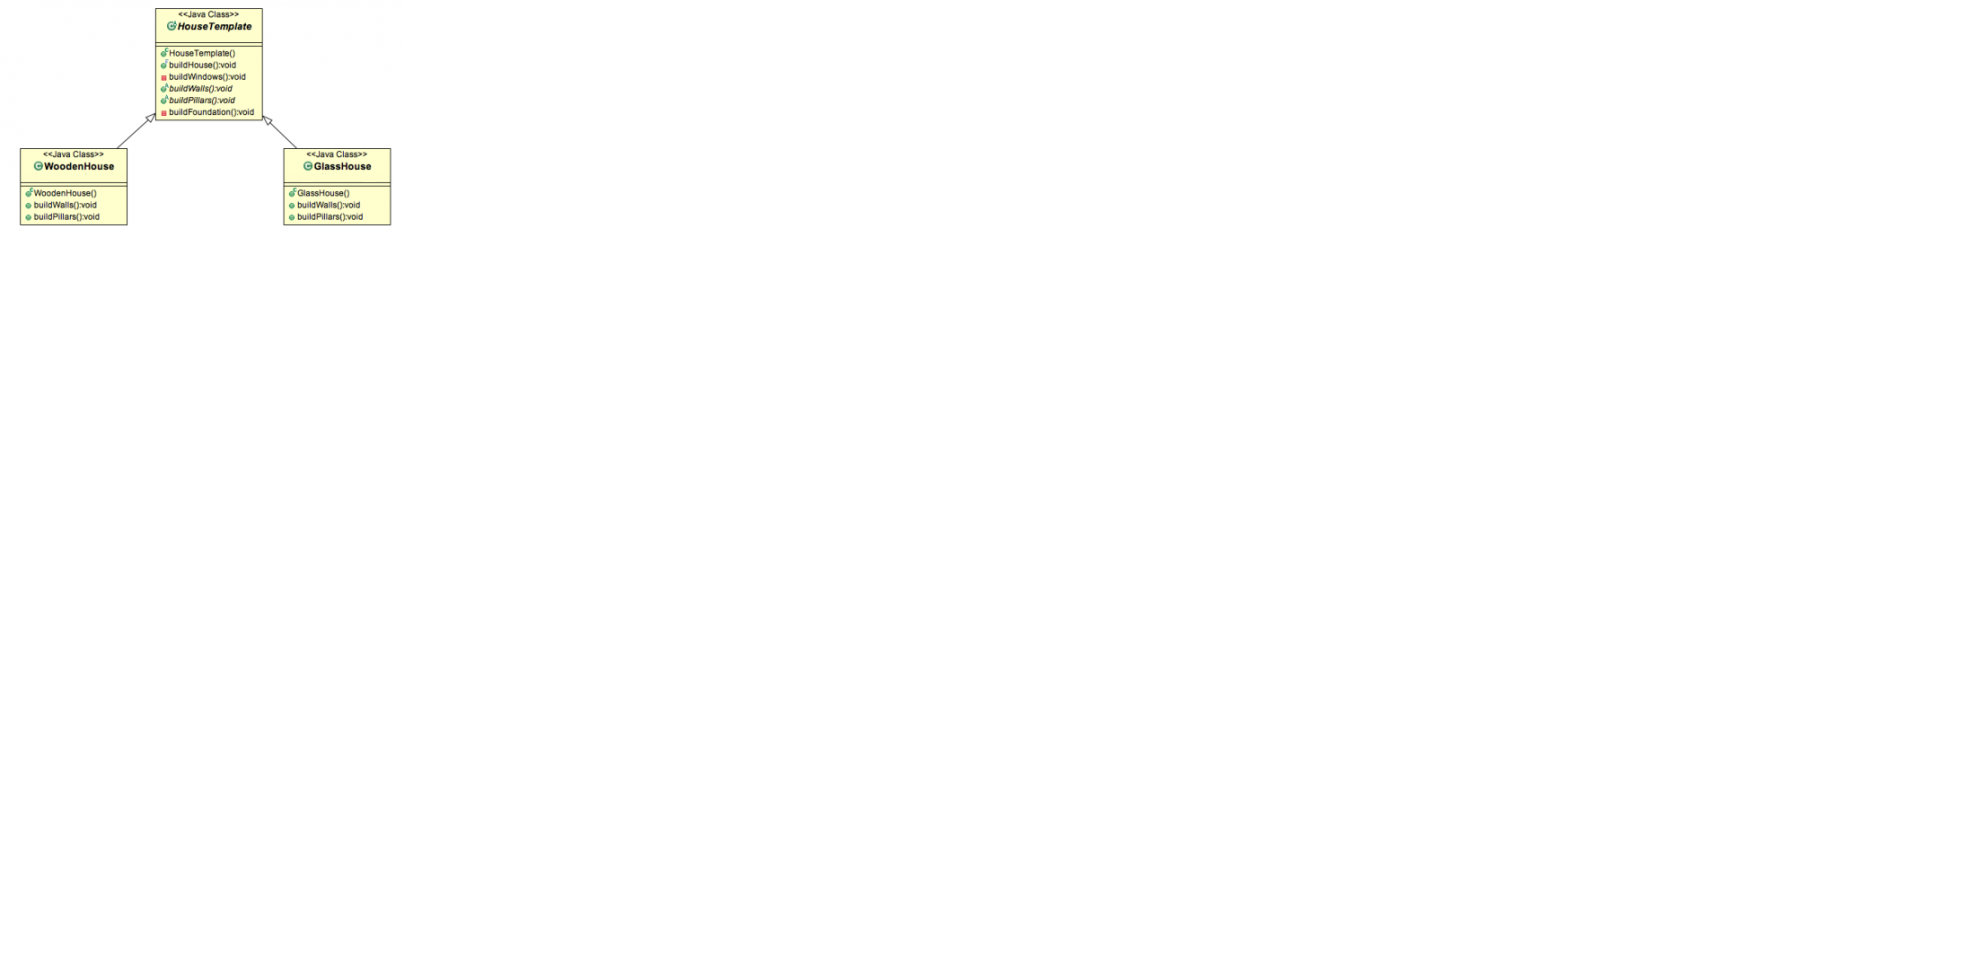 <<Java Class>>
HouseTemplate
HouseTemplate()
buildHouse():void
buildWindows():void
buildWalls():void
buildPillars():void
buildFoundation():void
<<Java Class>>
WoodenHouse
WoodenHouse()
buildWalls():void
buildPillars():void
<<Java Class>>
GlassHouse
GlassHouse()
buildWalls():void
buildPillars():void